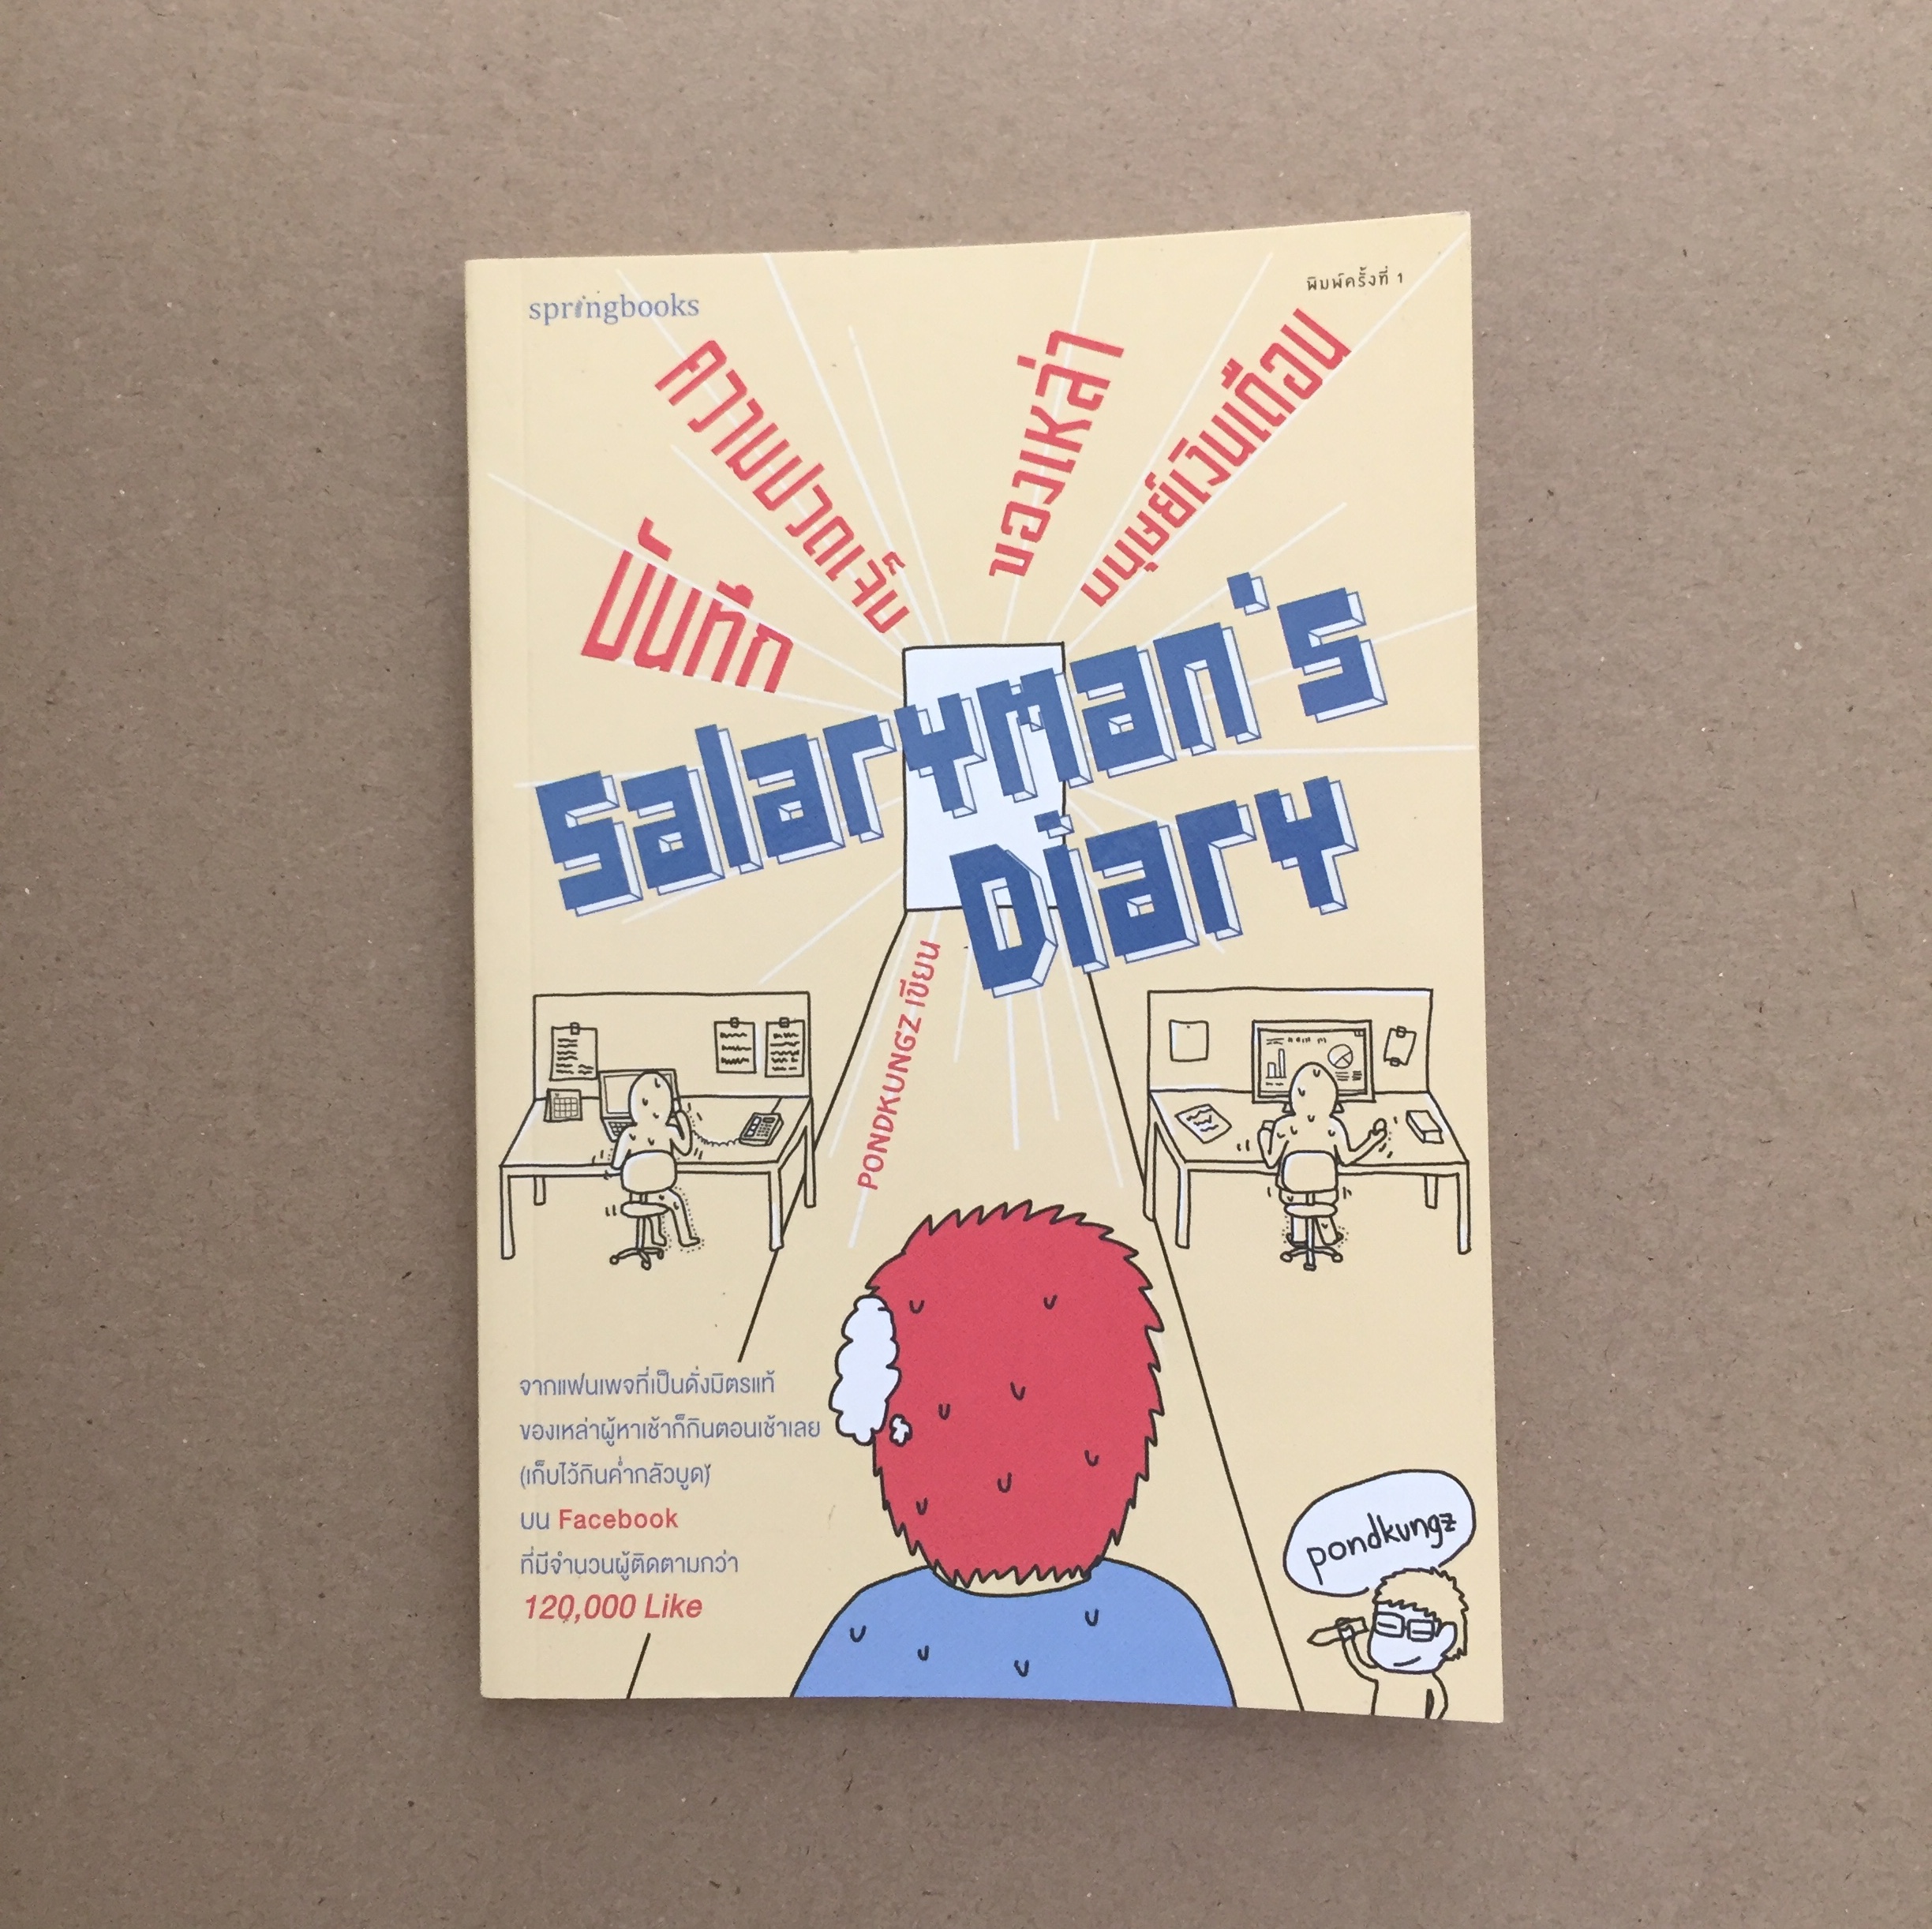 springbooks
พิมพ์ครั้งที่ 1
บันทึก
ความปวดเจ็บ
ของเหล่า
มนุษย์เงินเดือน
Salaryman's
Diary
PONDKUNGZ เขียน
จากแฟนเพจที่เป็นดั่งมิตรแท้
ของเหล่าผู้หาเช้าก็กินตอนเช้าเลย
(เก็บไว้กินค่ำกลัวบูด)
บน Facebook
ที่มีจำนวนผู้ติดตามกว่า
120,000 Like
pondkungz